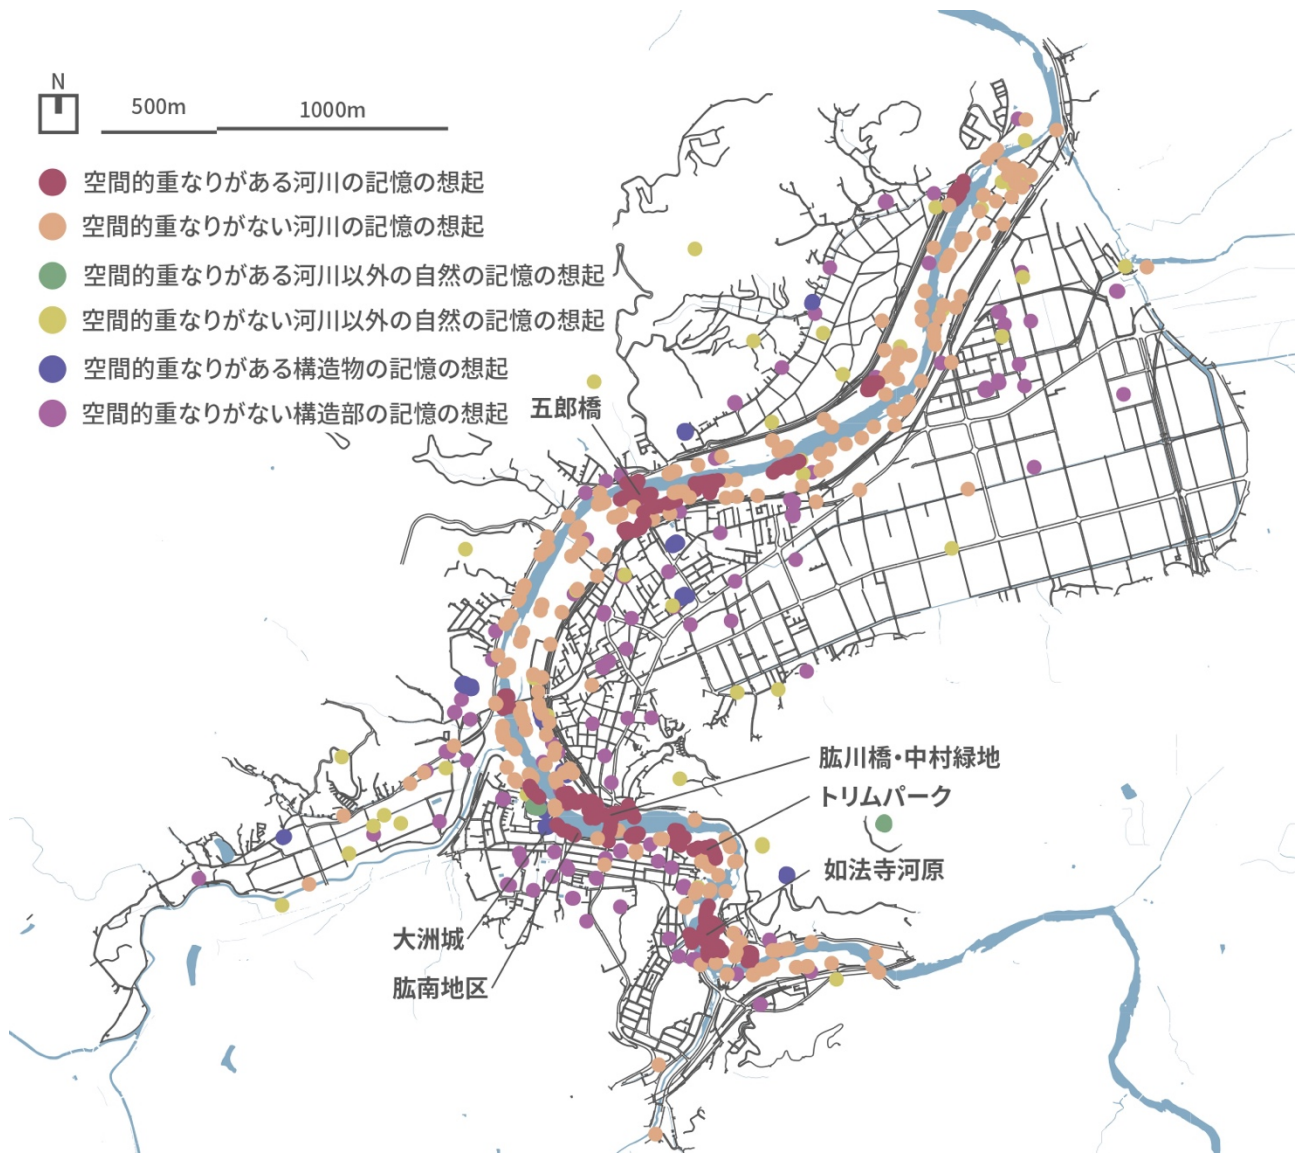 N
500m
1000m
空間的重なりがある河川の記憶の想起
空間的重なりがない河川の記憶の想起
空間的重なりがある河川以外の自然の記憶の想起
空間的重なりがない河川以外の自然の記憶の想起
空間的重なりがある構造物の記憶の想起
空間的重なりがない構造部の記憶の想起
五郎橋
肱川橋・中村緑地
トリムパーク
如法寺河原
大洲城
肱南地区